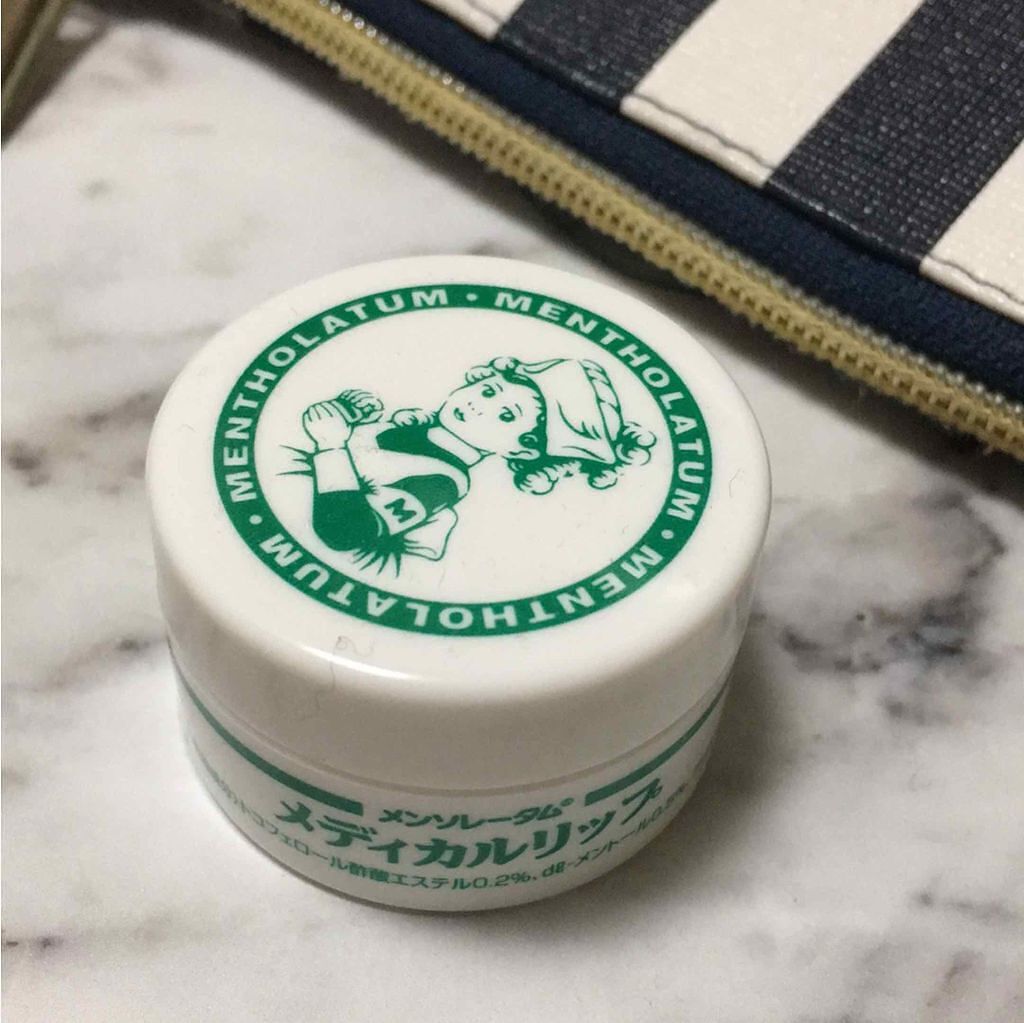 MENTHOLATUM • MENTHOLATUM • MENTHOLATUM • MENTHOLATUM •
M
メンソレータム®
メディカルリップ
トコフェロール酢酸エステル0.2%、dℓ-メントール0.2%